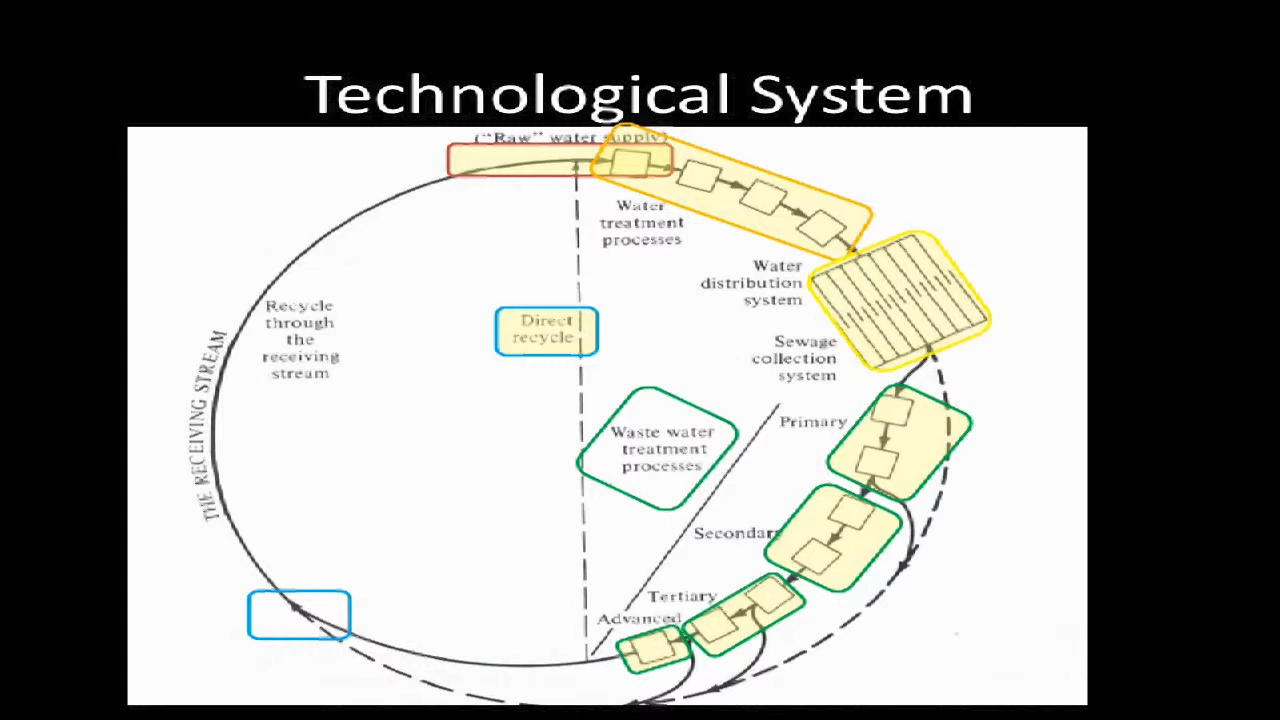 Technological System
("Raw" water supply)
Water
treatment
processes
Water
distribution
system
Direct
recycle
Recycle
through
the
receiving
stream
THE RECEIVING STREAM
Sewage
collection
system
Primary
Waste water
treatment
processes
Secondar
Tertiary
Advanced